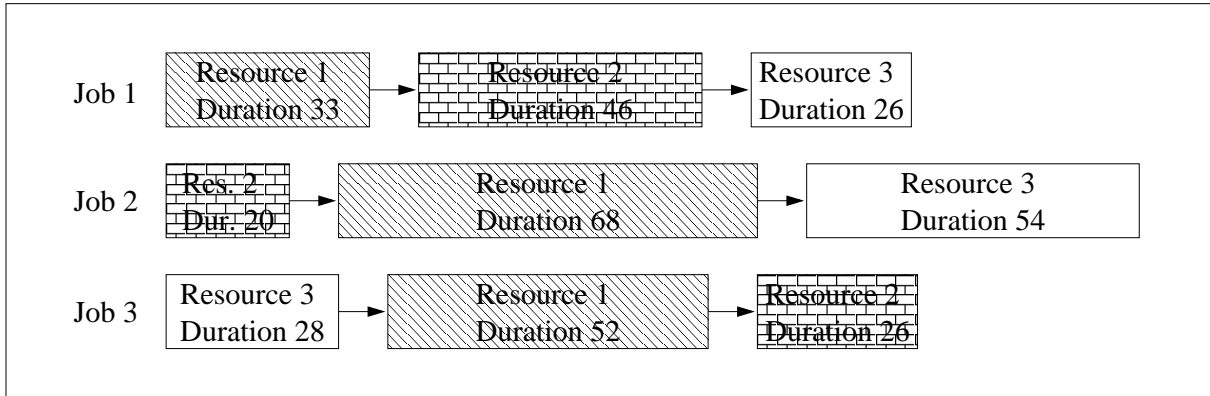 Job 1
Resource 1
Duration 33
Resource 2
Duration 46
Resource 3
Duration 26
Job 2
Res. 2
Dur. 20
Resource 1
Duration 68
Resource 3
Duration 54
Job 3
Resource 3
Duration 28
Resource 1
Duration 52
Resource 2
Duration 26